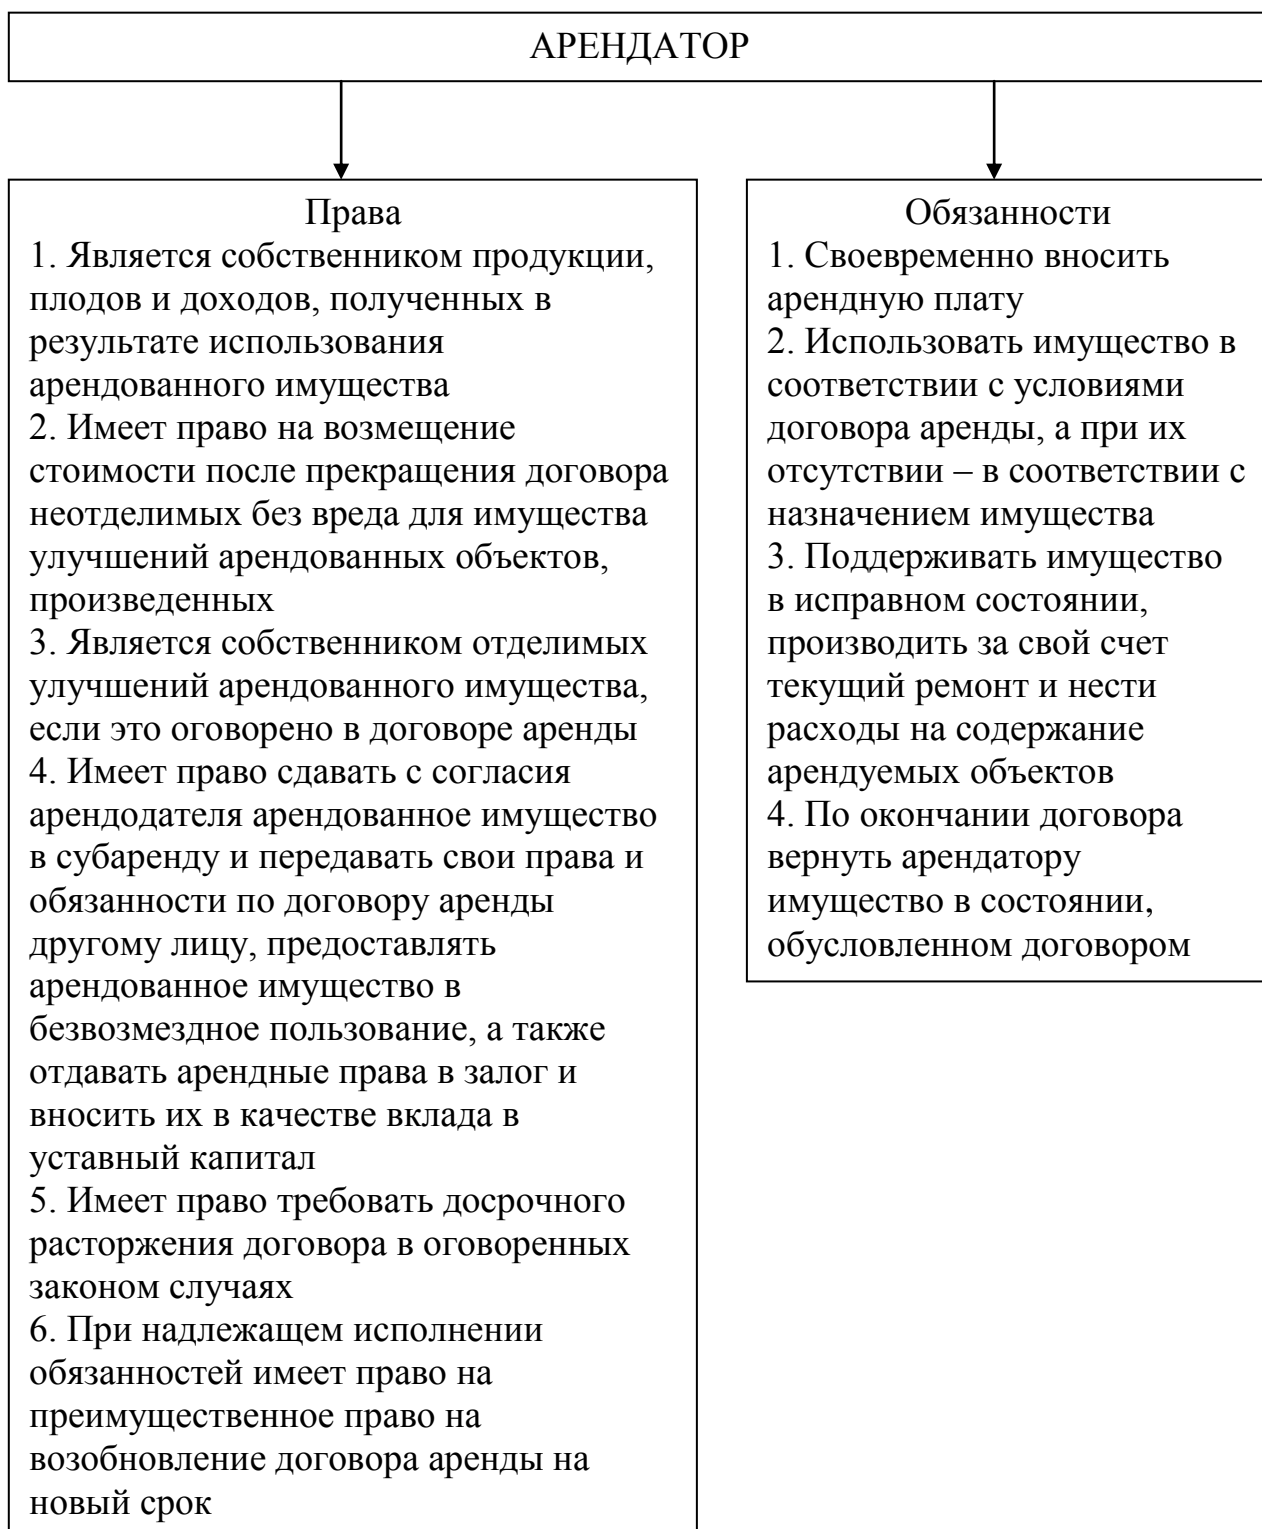 АРЕНДАТОР
Права
1. Является собственником продукции,
плодов и доходов, полученных в
результате использования
арендованного имущества
2. Имеет право на возмещение
стоимости после прекращения договора
неотделимых без вреда для имущества
улучшений арендованных объектов,
произведенных
3. Является собственником отделимых
улучшений арендованного имущества,
если это оговорено в договоре аренды
4. Имеет право сдавать с согласия
арендодателя арендованное имущество
в субаренду и передавать свои права и
обязанности по договору аренды
другому лицу, предоставлять
арендованное имущество в
безвозмездное пользование, а также
отдавать арендные права в залог и
вносить их в качестве вклада в
уставный капитал
5. Имеет право требовать досрочного
расторжения договора в оговоренных
законом случаях
6. При надлежащем исполнении
обязанностей имеет право на
преимущественное право на
возобновление договора аренды на
новый срок
Обязанности
1. Своевременно вносить
арендную плату
2. Использовать имущество в
соответствии с условиями
договора аренды, а при их
отсутствии – в соответствии с
назначением имущества
3. Поддерживать имущество
в исправном состоянии,
производить за свой счет
текущий ремонт и нести
расходы на содержание
арендуемых объектов
4. По окончании договора
вернуть арендатору
имущество в состоянии,
обусловленном договором